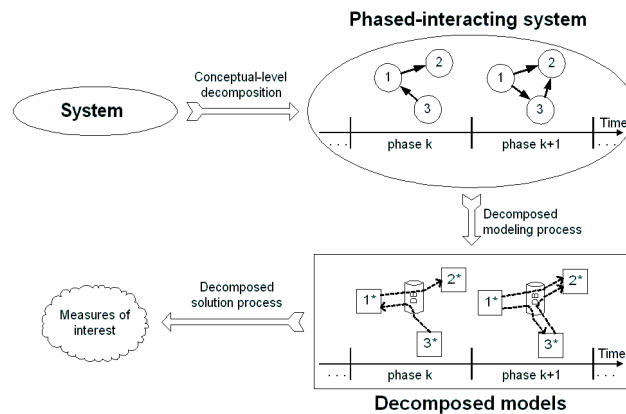 Phased-interacting system
Conceptual-level
decomposition
System
1
2
3
1
2
3
Time
. . .
phase k
phase k+1
. . .
Decomposed
modeling process
Decomposed
solution process
Measures of
interest
1*
2*
3*
DB
1*
2*
3*
DB
Time
. . .
phase k
phase k+1
. . .
Decomposed models